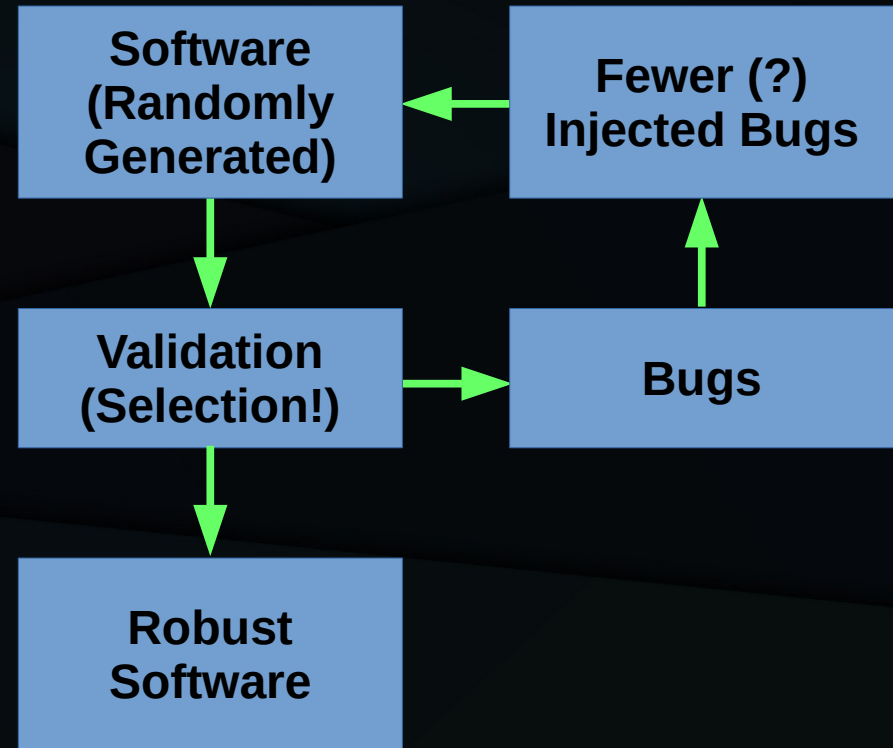 Software
(Randomly
Generated)
Fewer (?)
Injected Bugs
Validation
(Selection!)
Bugs
Robust
Software